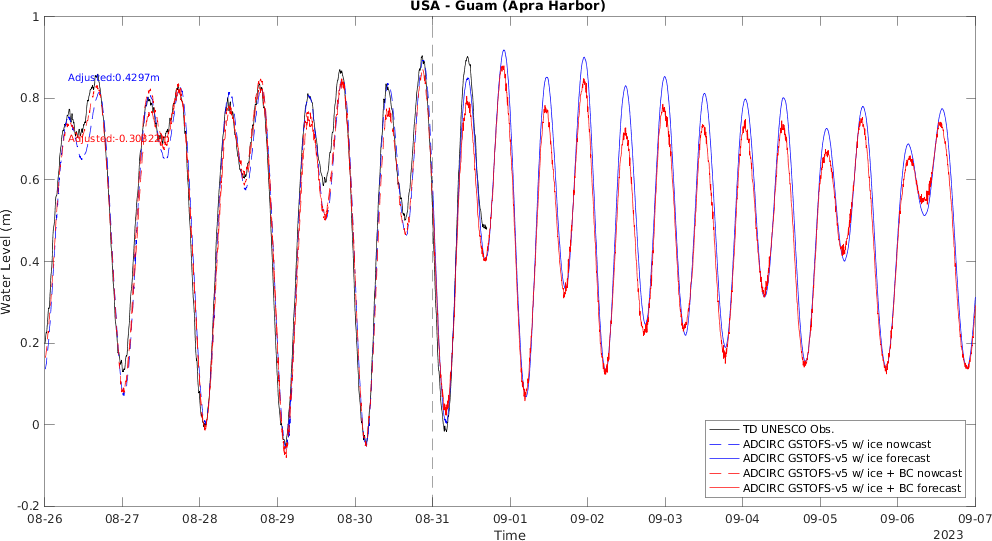 USA - Guam (Apra Harbor)
Water Level (m)
1
0.8
0.6
0.4
0.2
0
-0.2
Adjusted:0.4297m
TD UNESCO Obs.
ADCIRC GSTOFS-v5 w/ ice nowcast
ADCIRC GSTOFS-v5 w/ ice forecast
ADCIRC GSTOFS-v5 w/ ice + BC nowcast
ADCIRC GSTOFS-v5 w/ ice + BC forecast
08-26 08-27 08-28 08-29 08-30 08-31 09-01 09-02 09-03 09-04 09-05 09-06 09-07
Time
2023